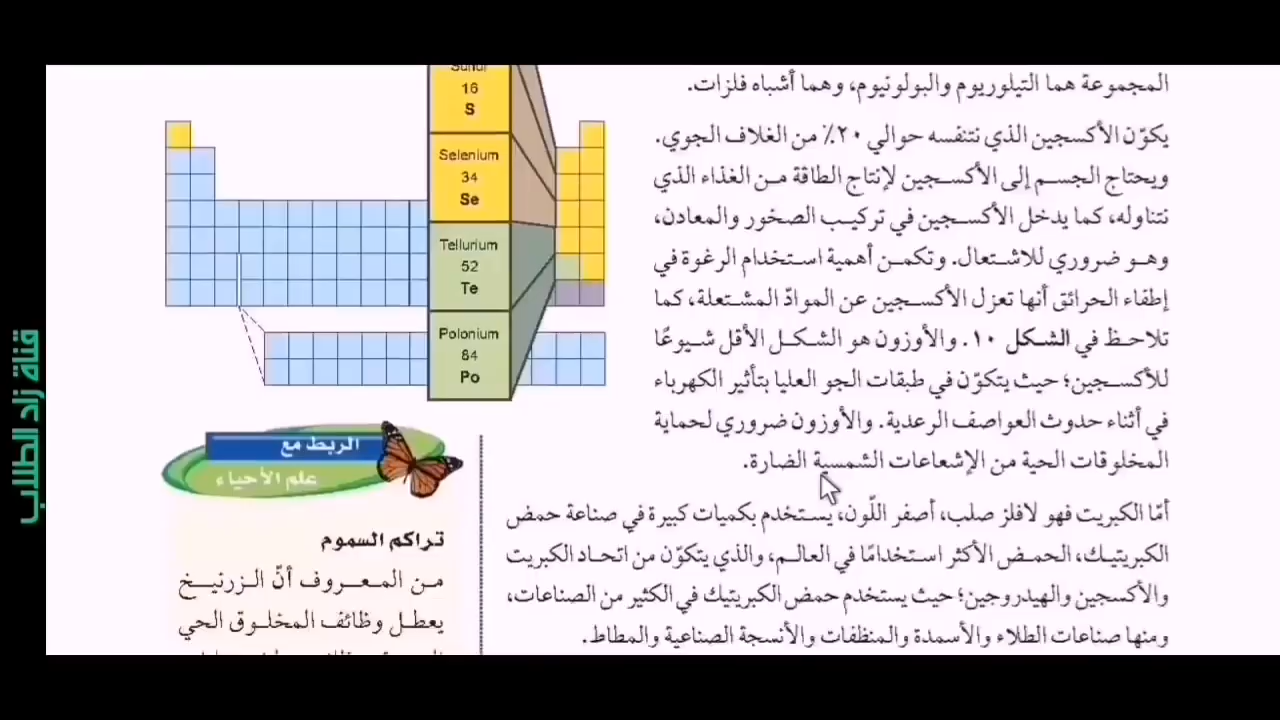 المجموعة هما التيلوريوم والبولونيوم، وهما أشباه فلزات.
يكوّن الأكسجين الذي نتنفسه حوالي ٢٠٪ من الغلاف الجوي.
ويحتاج الجسم إلى الأكسجين لإنتاج الطاقة من الغذاء الذي
نتناوله، كما يدخل الأكسجين في تركيب الصخور والمعادن،
وهو ضروري للاشتعال. وتكمن أهمية استخدام الرغوة في
إطفاء الحرائق أنها تعزل الأكسجين عن الموادّ المشتعلة، كما
تلاحظ في الشكل ١٠. والأوزون هو الشكل الأقل شيوعًا
للأكسجين؛ حيث يتكوّن في طبقات الجو العليا بتأثير الكهرباء
في أثناء حدوث العواصف الرعدية. والأوزون ضروري لحماية
المخلوقات الحية من الإشعاعات الشمسية الضارة.
أمّا الكبريت فهو لافلز صلب، أصفر اللّون، يستخدم بكميات كبيرة في صناعة حمض
الكبريتيك، الحمض الأكثر استخدامًا في العالم، والذي يتكوّن من اتحاد الكبريت
والأكسجين والهيدروجين؛ حيث يستخدم حمض الكبريتيك في الكثير من الصناعات،
ومنها صناعات الطلاء والأسمدة والمنظفات والأنسجة الصناعية والمطاط.
16
S
Selenium
34
Se
Tellurium
52
Te
Polonium
84
Po
الربط مع
علم الأحياء
تراكم السموم
من المعروف أنّ الزرنيخ
يعطل وظائف المخلوق الحي
قناة زاد الطلاب